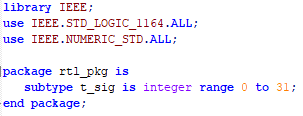 library IEEE;
use IEEE.STD_LOGIC_1164.ALL;
use IEEE.NUMERIC_STD.ALL;
package rtl_pkg is
subtype t_sig is integer range 0 to 31;
end package;